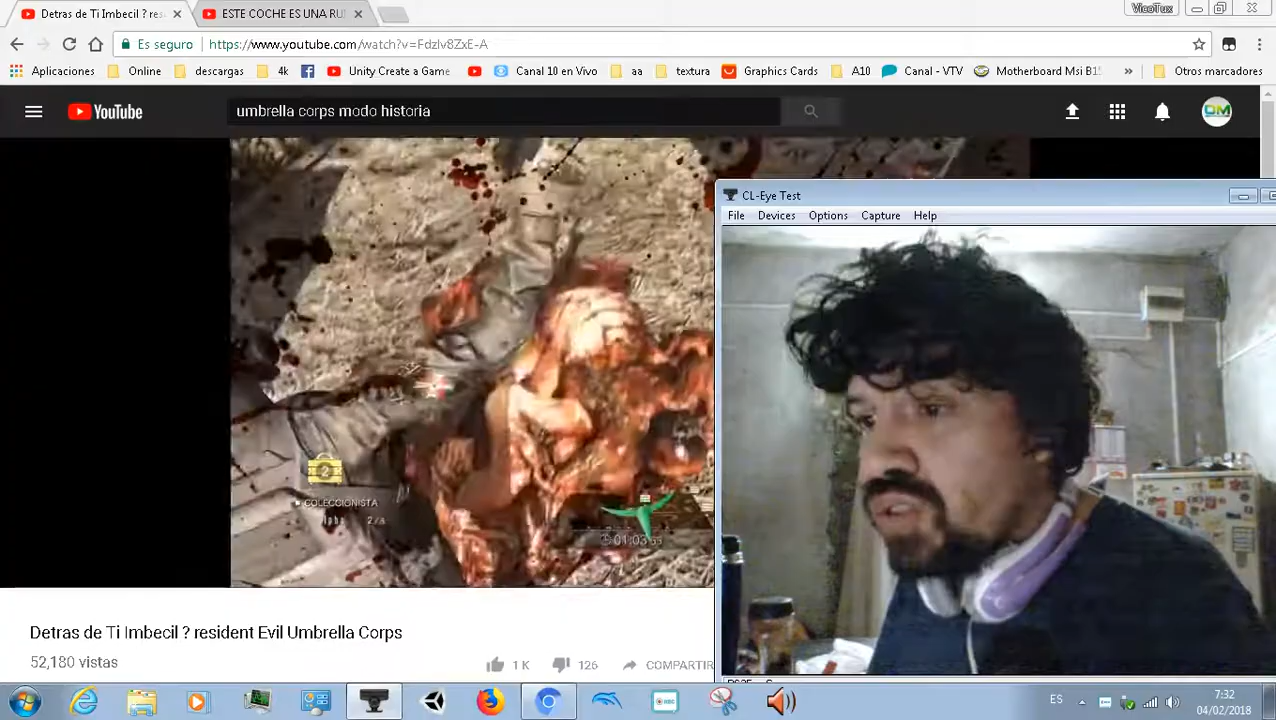 Detras de Ti Imbecil ? res
ESTE COCHE ES UNA RU
VicoTux
Es seguro
https://www.youtube.com/watch?v=Fdzlv8ZxE-A
Aplicaciones
Online
descargas
4k
Unity Create a Game
Canal 10 en Vivo
aa
textura
Graphics Cards
A10
Canal - VTV
Motherboard Msi B15
»
Otros marcadores
YouTube
umbrella corps modo historia
CL-Eye Test
File Devices Options Capture Help
2
COLECCIONISTA
2/8
01:03
Detras de Ti Imbecil ? resident Evil Umbrella Corps
52,180 vistas
1 K
126
COMPARTIR
ES
7:32
04/02/2018